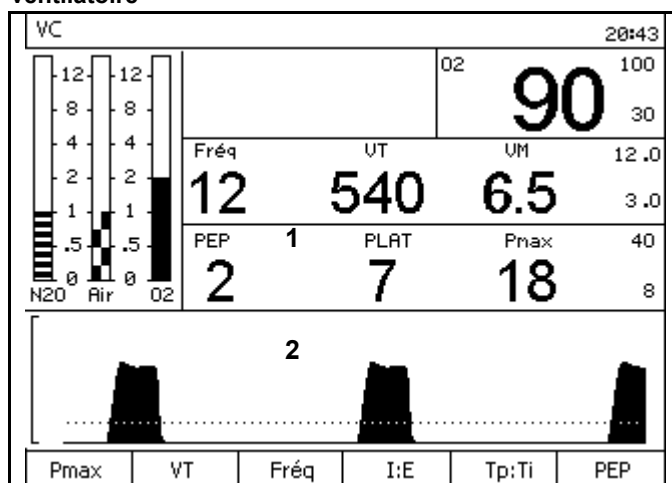 Ventilatoire
VC 20:43
12 12 O2 90 100
8 8 30
4 4 Fréq VT VM 12.0
2 2 12 540 6.5
1 1 3.0
.5 .5 PEP 1 PLAT Pmax 40
0 0 2 7 18
N2O Air O2 8
2
Pmax VT Fréq I:E Tp:Ti PEP